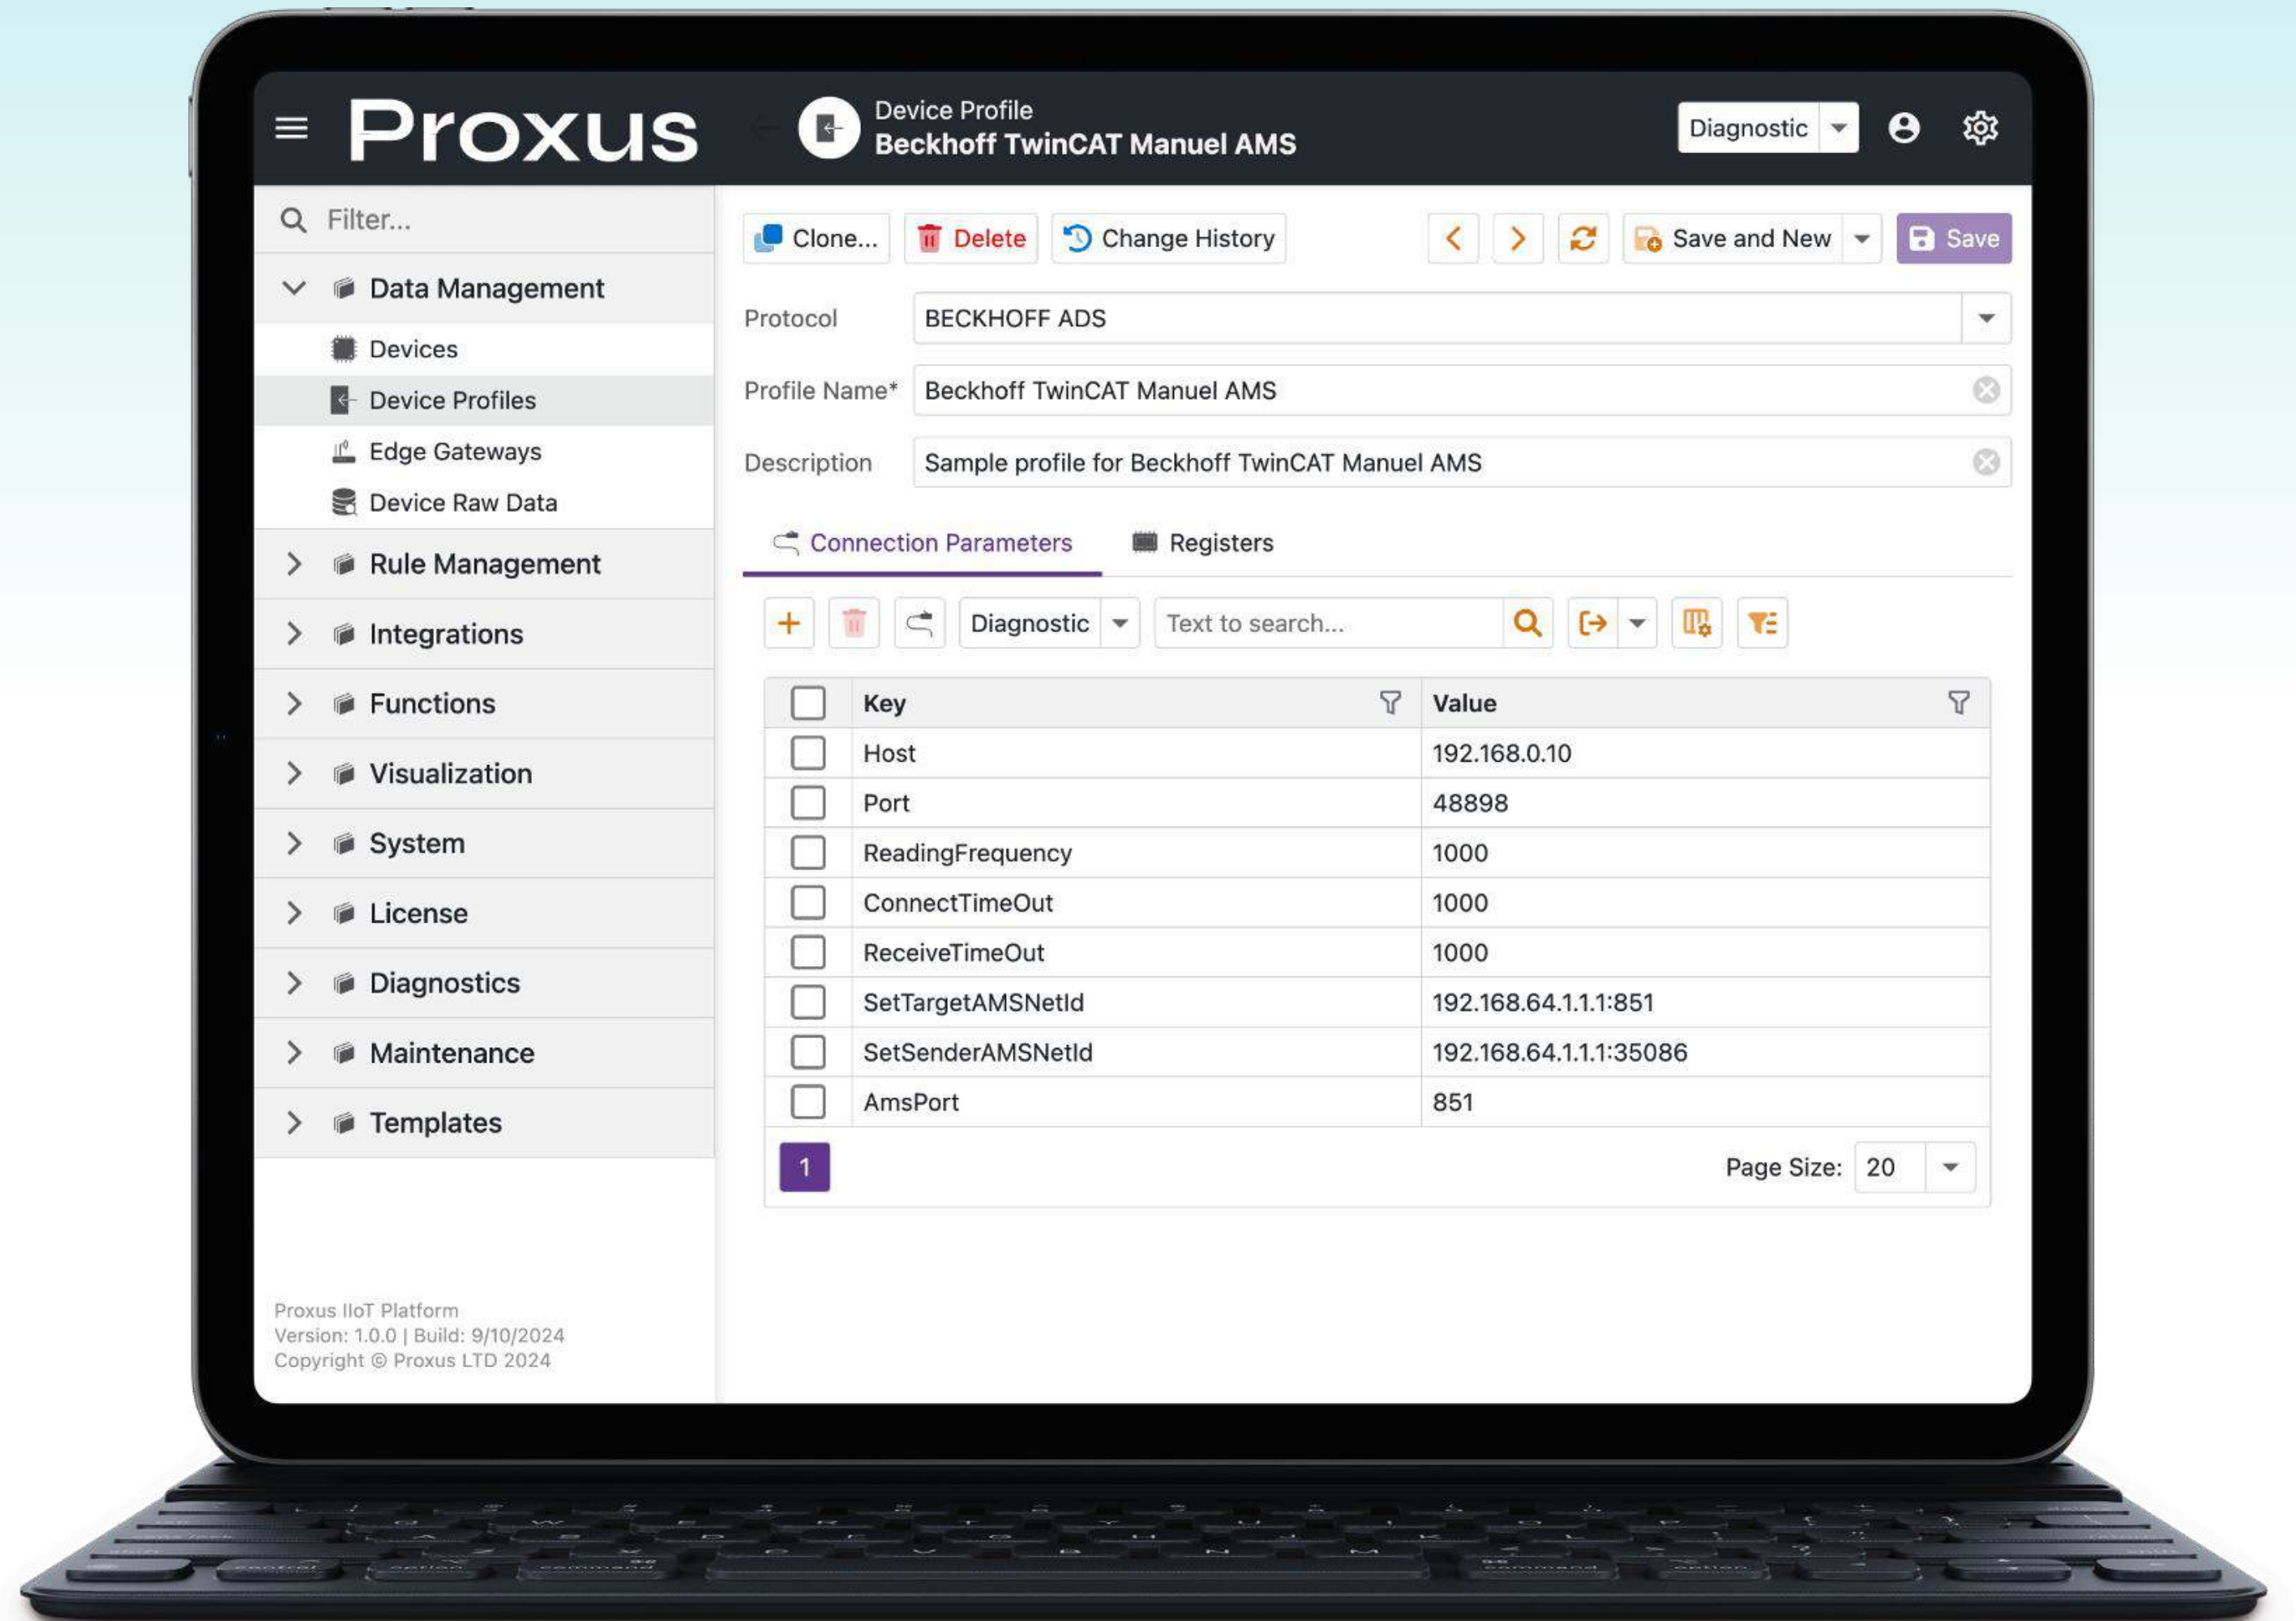 Proxus
Device Profile
Beckhoff TwinCAT Manuel AMS
Diagnostic
Filter...
Data Management
Devices
Device Profiles
Edge Gateways
Device Raw Data
Rule Management
Integrations
Functions
Visualization
System
License
Diagnostics
Maintenance
Templates
Proxus IIoT Platform
Version: 1.0.0 | Build: 9/10/2024
Copyright © Proxus LTD 2024
Clone... Delete Change History Save and New Save
Protocol BECKHOFF ADS
Profile Name* Beckhoff TwinCAT Manuel AMS
Description Sample profile for Beckhoff TwinCAT Manuel AMS
Connection Parameters Registers
Diagnostic Text to search...
Key Value
Host 192.168.0.10
Port 48898
ReadingFrequency 1000
ConnectTimeOut 1000
ReceiveTimeOut 1000
SetTargetAMSNetId 192.168.64.1.1.1:851
SetSenderAMSNetId 192.168.64.1.1.1:35086
AmsPort 851
1 Page Size: 20